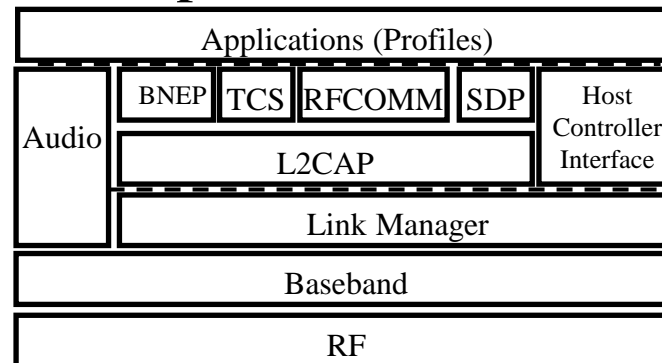 Applications (Profiles)
BNEP TCS RFCOMM SDP Host
Controller
Interface
Audio
L2CAP
Link Manager
Baseband
RF